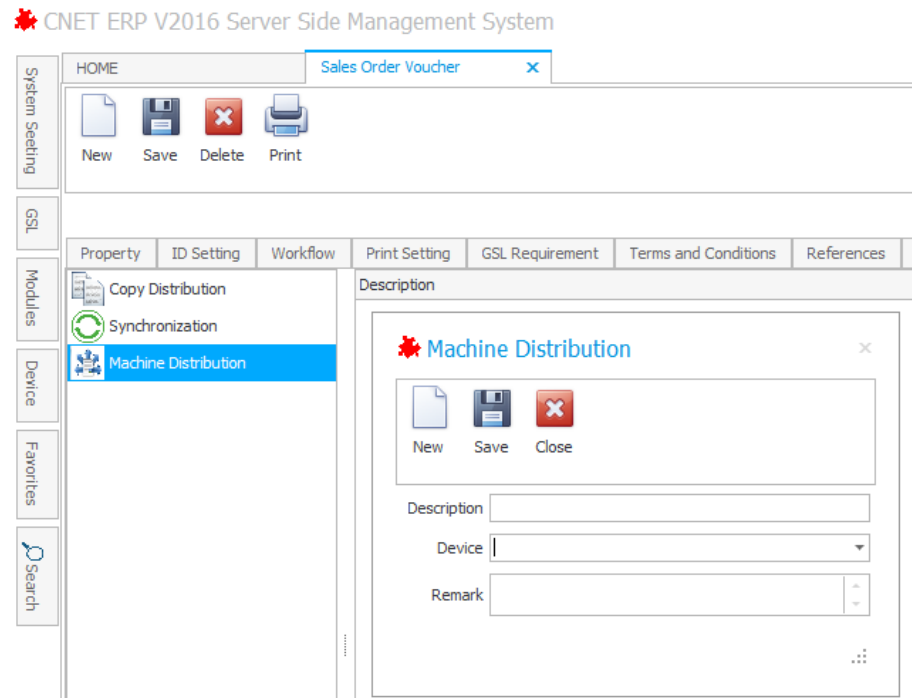 CNET ERP V2016 Server Side Management System
System Seeting
GSL
Modules
Device
Favorites
Search
HOME
Sales Order Voucher
New
Save
Delete
Print
Property
ID Setting
Workflow
Print Setting
GSL Requirement
Terms and Conditions
References
Copy Distribution
Synchronization
Machine Distribution
Description
Machine Distribution
New
Save
Close
Description
Device
Remark